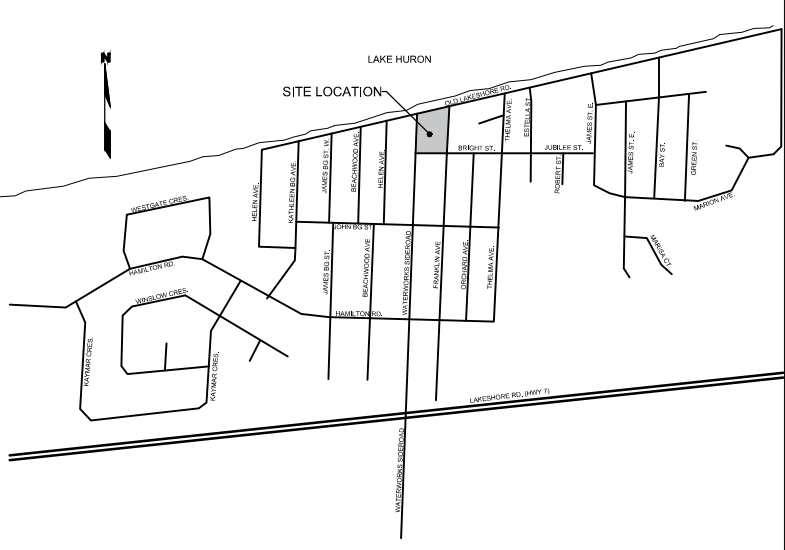 N
LAKE HURON
SITE LOCATION
OLD LAKESHORE RD.
THELMA AVE.
ESTELLA ST.
JAMES ST. E.
BRIGHT ST.
JUBILEE ST.
ROBERT ST.
JAMES ST. E.
BAY ST.
GREEN ST.
MARION AVE.
MARISA CT.
HELEN AVE.
KATHLEEN BG AVE.
JAMES BG ST. W.
BEACHWOOD AVE.
HELEN AVE.
WESTGATE CRES.
HAMILTON RD.
WINSLOW CRES.
KAYMAR CRES.
KAYMAR CRES.
JOHN BG ST.
JAMES BG ST.
BEACHWOOD AVE
WATERWORKS SIDEROAD
FRANKLIN AVE
ORCHARD AVE.
THELMA AVE.
HAMILTON RD.
LAKESHORE RD. (HWY 7)
WATERWORKS SIDEROAD